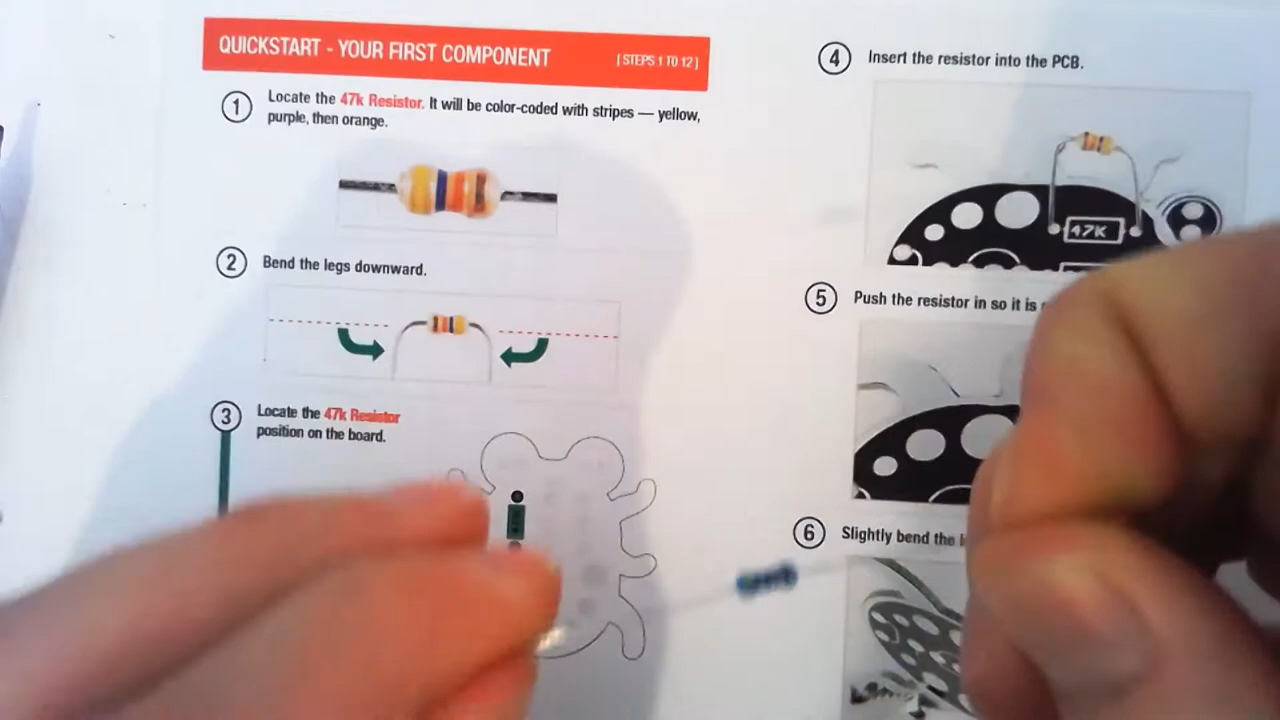 QUICKSTART - YOUR FIRST COMPONENT [ STEPS 1 TO 12 ]
1 Locate the 47k Resistor. It will be color-coded with stripes — yellow,
purple, then orange.
2 Bend the legs downward.
3 Locate the 47k Resistor
position on the board.
4 Insert the resistor into the PCB.
47K
5 Push the resistor in so it is
6 Slightly bend the